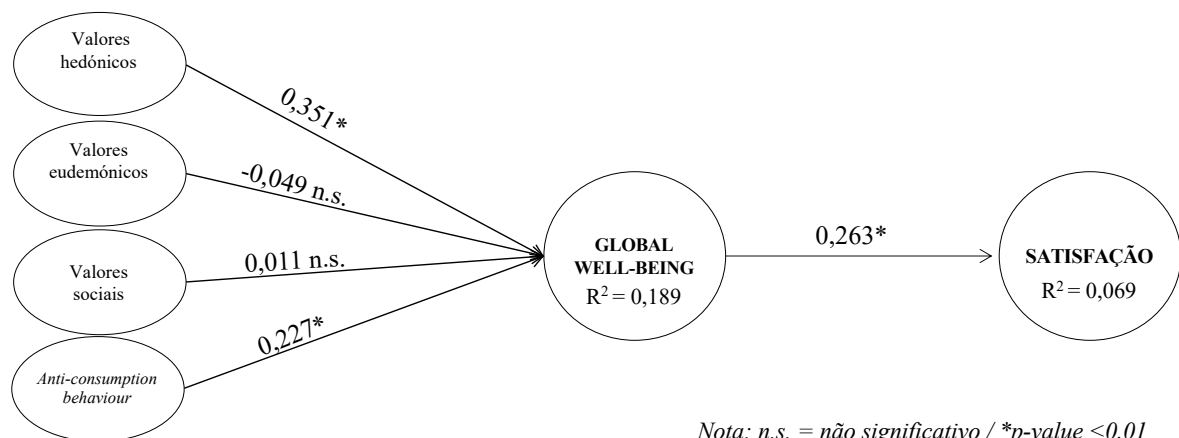 Valores
hedónicos
0,351*
Valores
eudemónicos
-0,049 n.s.
Valores
sociais
0,011 n.s.
Anti-consumption
behaviour
0,227*
GLOBAL
WELL-BEING
R² = 0,189
0,263*
SATISFAÇÃO
R² = 0,069
Nota: n.s. = não significativo / *p-value <0.01